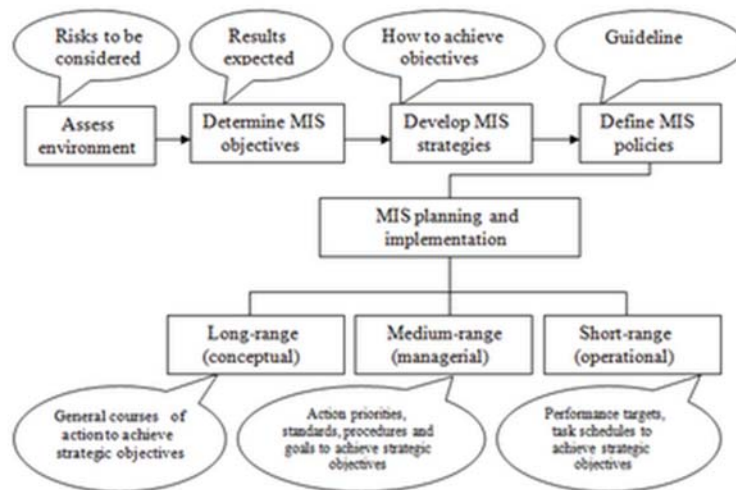 Risks to be
considered
Results
expected
How to achieve
objectives
Guideline
Assess
environment
Determine MIS
objectives
Develop MIS
strategies
Define MIS
policies
MIS planning and
implementation
Long-range
(conceptual)
Medium-range
(managerial)
Short-range
(operational)
General courses of
action to achieve
strategic objectives
Action priorities,
standards, procedures and
goals to achieve strategic
objectives
Performance targets,
task schedules to
achieve strategic
objectives